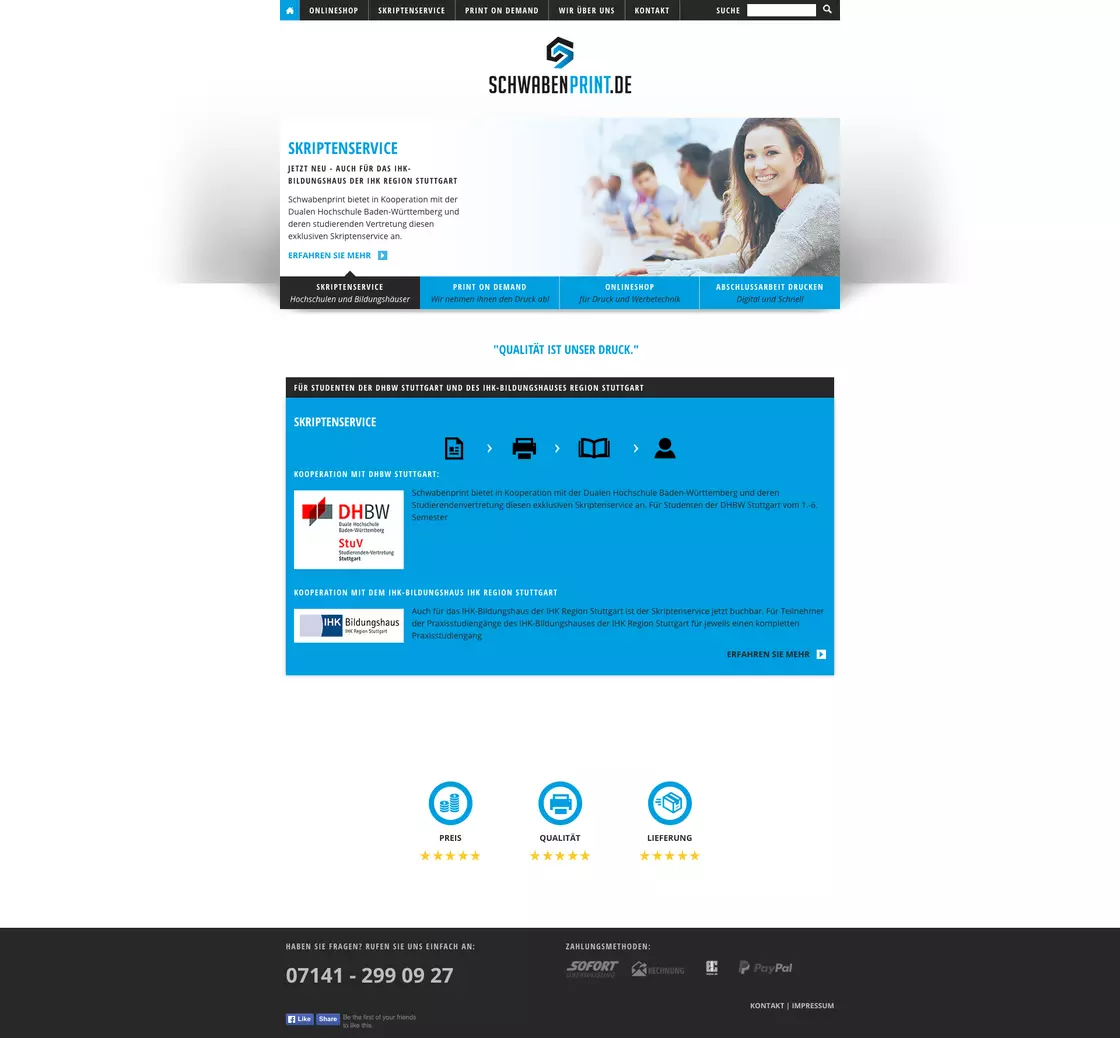 ONLINESHOP SKRIPTENSERVICE PRINT ON DEMAND WIR ÜBER UNS KONTAKT SUCHE
SCHWABENPRINT.DE
SKRIPTENSERVICE
JETZT NEU - AUCH FÜR DAS IHK-
BILDUNGSHAUS DER IHK REGION STUTTGART
Schwabenprint bietet in Kooperation mit der
Dualen Hochschule Baden-Württemberg und
deren studierenden Vertretung diesen
exklusiven Skriptenservice an.
ERFAHREN SIE MEHR
SKRIPTENSERVICE
Hochschulen und Bildungshäuser
PRINT ON DEMAND
Wir nehmen Ihnen den Druck ab!
ONLINESHOP
für Druck und Werbetechnik
ABSCHLUSSARBEIT DRUCKEN
Digital und Schnell
"QUALITÄT IST UNSER DRUCK."
FÜR STUDENTEN DER DHBW STUTTGART UND DES IHK-BILDUNGSHAUSES REGION STUTTGART
SKRIPTENSERVICE
KOOPERATION MIT DHBW STUTTGART:
DHBW
Duale Hochschule
Baden-Württemberg
StuV
Studierenden-Vertretung
Stuttgart
Schwabenprint bietet in Kooperation mit der Dualen Hochschule Baden-Württemberg und deren
Studierendenvertretung diesen exklusiven Skriptenservice an. Für Studenten der DHBW Stuttgart vom 1.-6.
Semester
KOOPERATION MIT DEM IHK-BILDUNGSHAUS IHK REGION STUTTGART
IHK Bildungshaus
IHK Region Stuttgart
Auch für das IHK-Bildungshaus der IHK Region Stuttgart ist der Skriptenservice jetzt buchbar. Für Teilnehmer
der Praxisstudiengänge des IHK-Bildungshauses der IHK Region Stuttgart für jeweils einen kompletten
Praxisstudiengang
ERFAHREN SIE MEHR
PREIS
QUALITÄT
LIEFERUNG
HABEN SIE FRAGEN? RUFEN SIE UNS EINFACH AN:
07141 - 299 09 27
Like Share
Be the first of your friends
to like this.
ZAHLUNGSMETHODEN:
SOFORT
ÜBERWEISUNG
RECHNUNG
PayPal
KONTAKT | IMPRESSUM